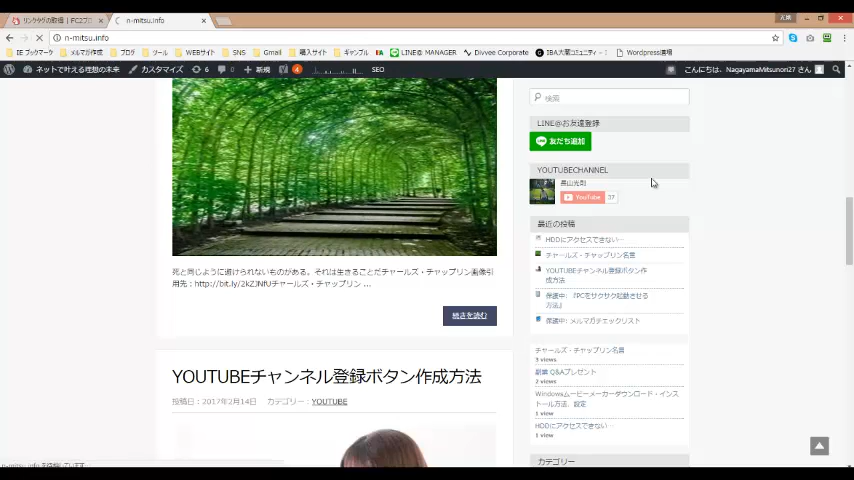 リンクタグの取得 | FC2ブロ
n-mitsu.info
n-mitsu.info
IE ブックマーク
メルマガ作成
ブログ
ツール
WEBサイト
SNS
Gmail
購入サイト
ギャンブル
LINE@ MANAGER
Divvee Corporate
IBA大蔵コミュニティー -
Wordpress運営
ネットで叶える理想の未来
カスタマイズ
6
0
新規
4
SEO
こんにちは、NagayamaMitsunori27 さん
検索
LINE@お友達登録
友だち追加
YOUTUBECHANNEL
長山光則
YouTube
37
最近の投稿
HDDにアクセスできない…
チャールズ・チャップリン名言
YOUTUBEチャンネル登録ボタン作
成方法
保護中: 『PCをサクサク起動させる
方法』
保護中: メルマガチェックリスト
死と同じように避けられないものがある。それは生きることだチャールズ・チャップリン画像引
用先：http://bit.ly/2kZJNfUチャールズ・チャップリン ...
続きを読む
チャールズ・チャップリン名言
3 views
副業 Q&Aプレゼント
2 views
Windowsムービーメーカーダウンロード・インス
トール方法、設定
1 view
HDDにアクセスできない…
1 view
YOUTUBEチャンネル登録ボタン作成方法
投稿日：2017年2月14日
カテゴリー：YOUTUBE
カテゴリー